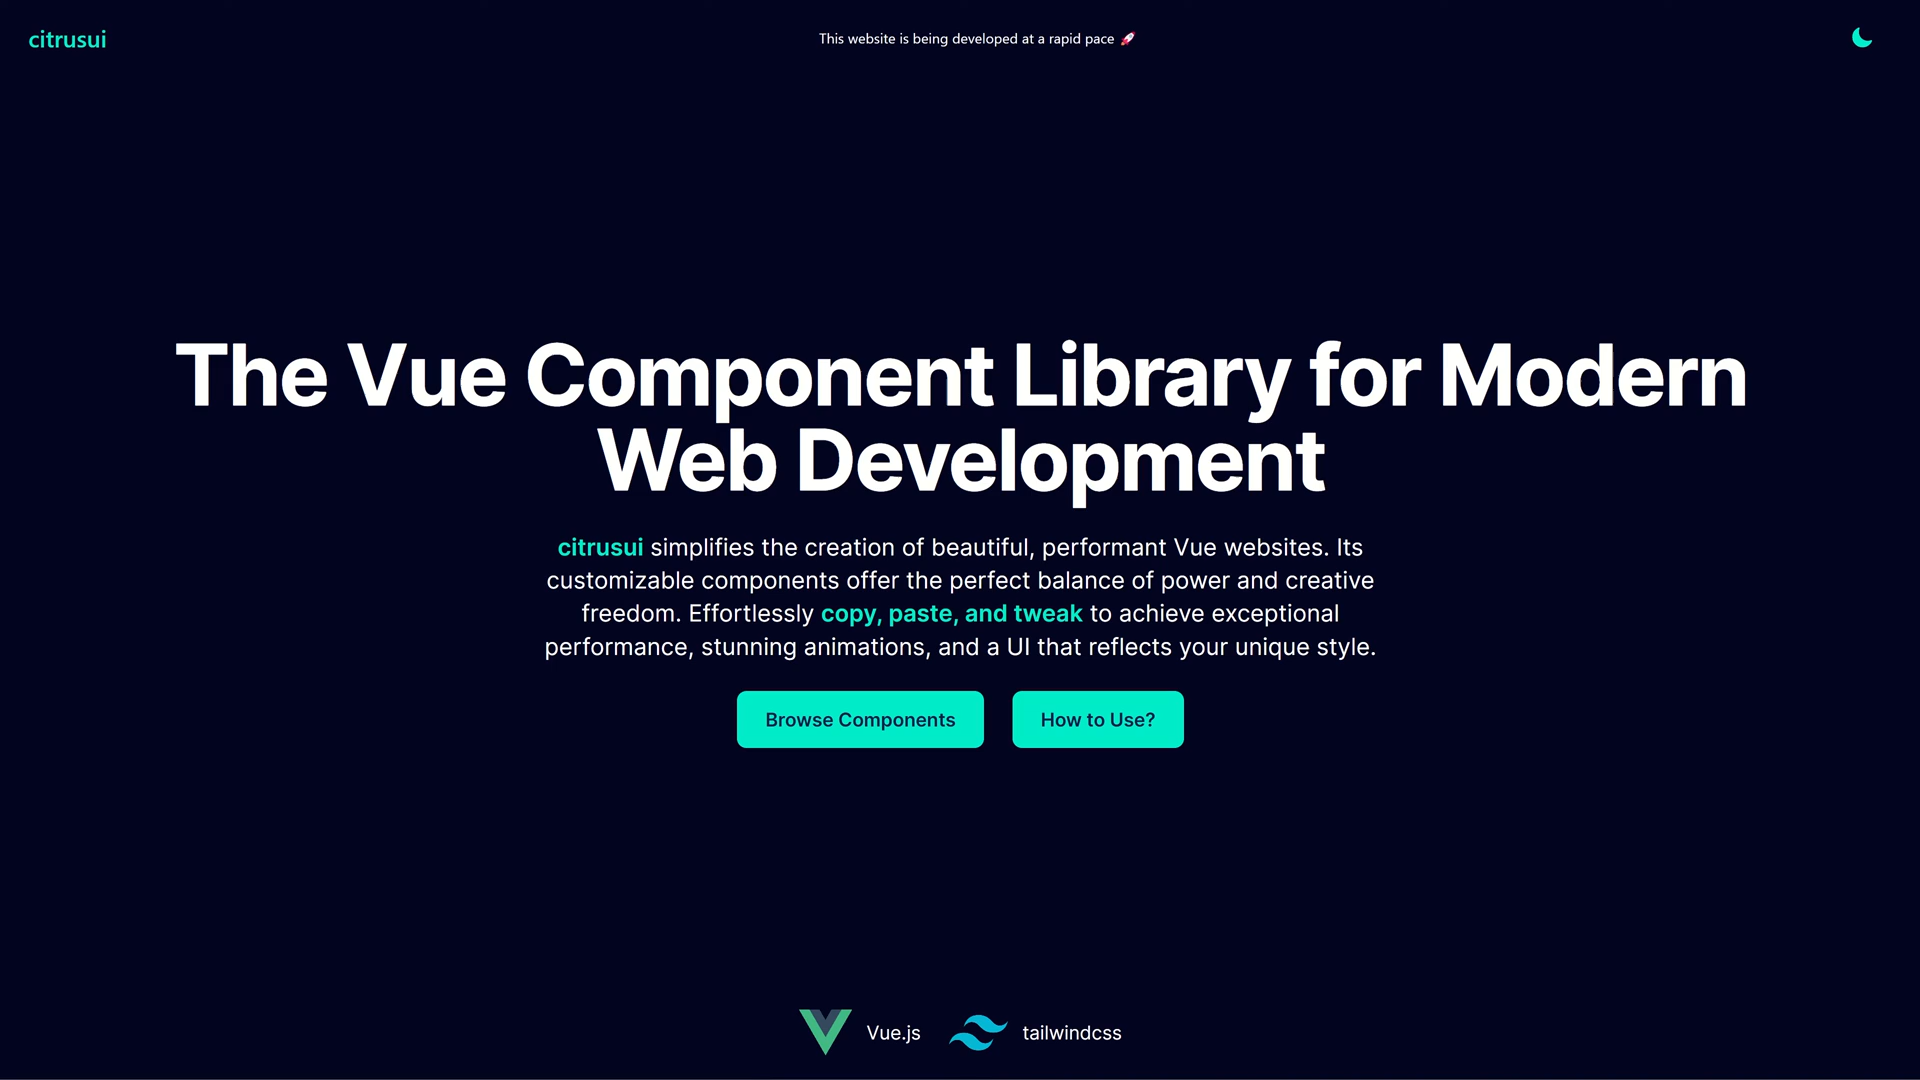 citrusui
This website is being developed at a rapid pace 🚀
The Vue Component Library for Modern
Web Development
citrusui simplifies the creation of beautiful, performant Vue websites. Its
customizable components offer the perfect balance of power and creative
freedom. Effortlessly copy, paste, and tweak to achieve exceptional
performance, stunning animations, and a UI that reflects your unique style.
Browse Components
How to Use?
Vue.js
tailwindcss